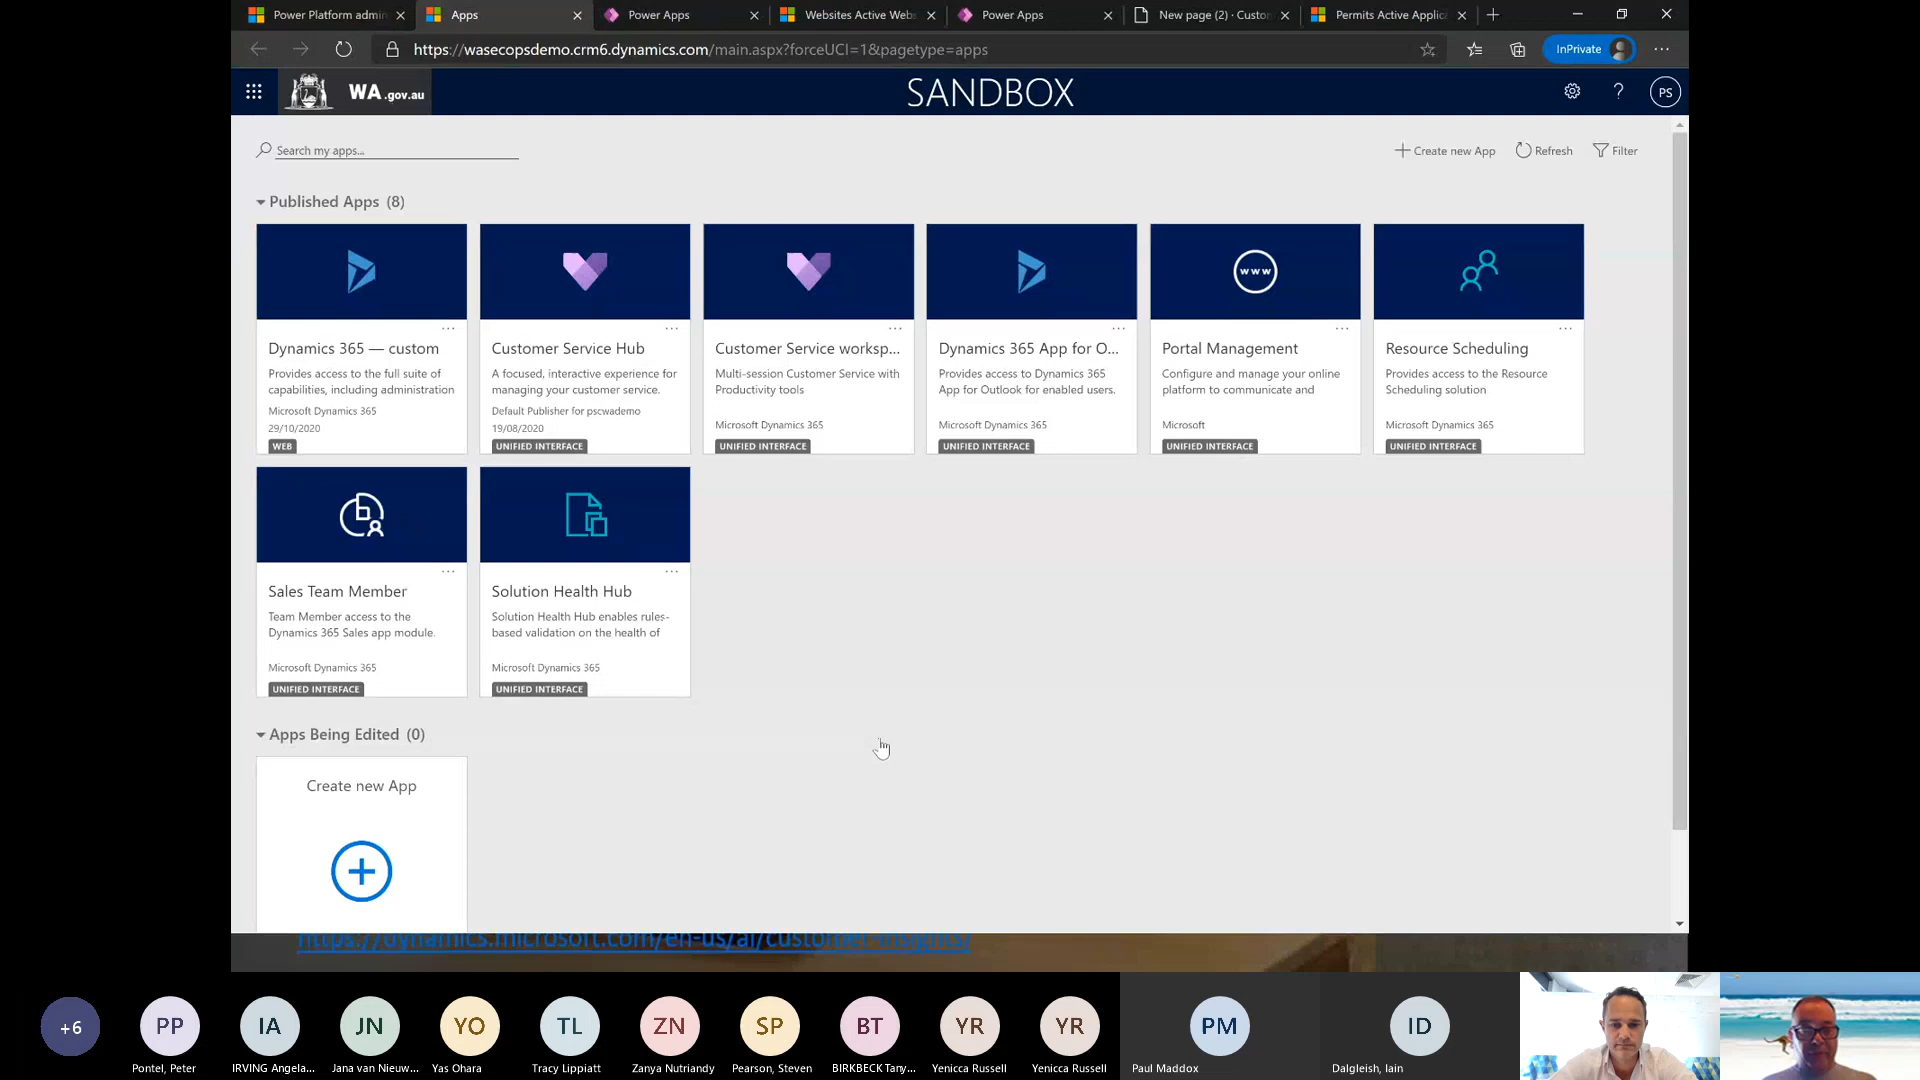 Power Platform admin
Apps
Power Apps
Websites Active Webs
Power Apps
New page (2) · Custon
Permits Active Applica
https://wasecopsdemo.crm6.dynamics.com/main.aspx?forceUCI=1&pagetype=apps
InPrivate
WA.gov.au
SANDBOX
?
PS
Search my apps...
Create new App
Refresh
Filter
Published Apps (8)
www
Dynamics 365 — custom
Provides access to the full suite of
capabilities, including administration
Microsoft Dynamics 365
29/10/2020
WEB
Customer Service Hub
A focused, interactive experience for
managing your customer service.
Default Publisher for pscwademo
19/08/2020
UNIFIED INTERFACE
Customer Service worksp...
Multi-session Customer Service with
Productivity tools
Microsoft Dynamics 365
UNIFIED INTERFACE
Dynamics 365 App for O...
Provides access to Dynamics 365
App for Outlook for enabled users.
Microsoft Dynamics 365
UNIFIED INTERFACE
Portal Management
Configure and manage your online
platform to communicate and
Microsoft
UNIFIED INTERFACE
Resource Scheduling
Provides access to the Resource
Scheduling solution
Microsoft Dynamics 365
UNIFIED INTERFACE
Sales Team Member
Team Member access to the
Dynamics 365 Sales app module.
Microsoft Dynamics 365
UNIFIED INTERFACE
Solution Health Hub
Solution Health Hub enables rules-
based validation on the health of
Microsoft Dynamics 365
UNIFIED INTERFACE
Apps Being Edited (0)
Create new App
https://dynamics.microsoft.com/en-us/ai/customer-insights/
+6
PP
IA
JN
YO
TL
ZN
SP
BT
YR
YR
PM
ID
Pontel, Peter
IRVING Angela...
Jana van Nieuw...
Yas Ohara
Tracy Lippiatt
Zanya Nutriandy
Pearson, Steven
BIRKBECK Tany...
Yenicca Russell
Yenicca Russell
Paul Maddox
Dalgleish, Iain